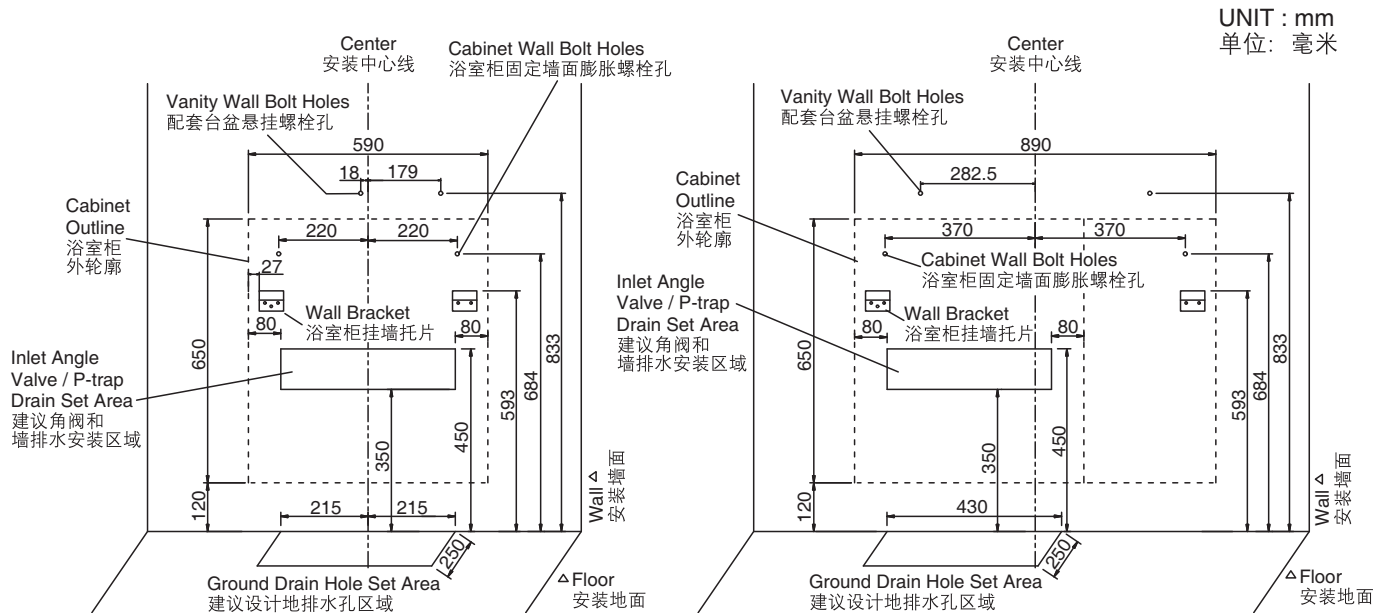 UNIT : mm
单位: 毫米
Center
安装中心线
Cabinet Wall Bolt Holes
浴室柜固定墙面膨胀螺栓孔
Vanity Wall Bolt Holes
配套台盆悬挂螺栓孔
590
18
179
Cabinet
Outline
浴室柜
外轮廓
220
220
27
Wall Bracket
浴室柜挂墙托片
80
80
Inlet Angle
Valve / P-trap
Drain Set Area
建议角阀和
墙排水安装区域
650
120
350
450
593
684
833
215
215
250
Wall
安装墙面
Ground Drain Hole Set Area
建议设计地排水孔区域
Floor
安装地面
Center
安装中心线
Vanity Wall Bolt Holes
配套台盆悬挂螺栓孔
890
282.5
Cabinet
Outline
浴室柜
外轮廓
370
370
Cabinet Wall Bolt Holes
浴室柜固定墙面膨胀螺栓孔
Inlet Angle
Valve / P-trap
Drain Set Area
建议角阀和
墙排水安装区域
Wall Bracket
浴室柜挂墙托片
80
80
650
120
350
450
593
684
833
430
250
Wall
安装墙面
Ground Drain Hole Set Area
建议设计地排水孔区域
Floor
安装地面